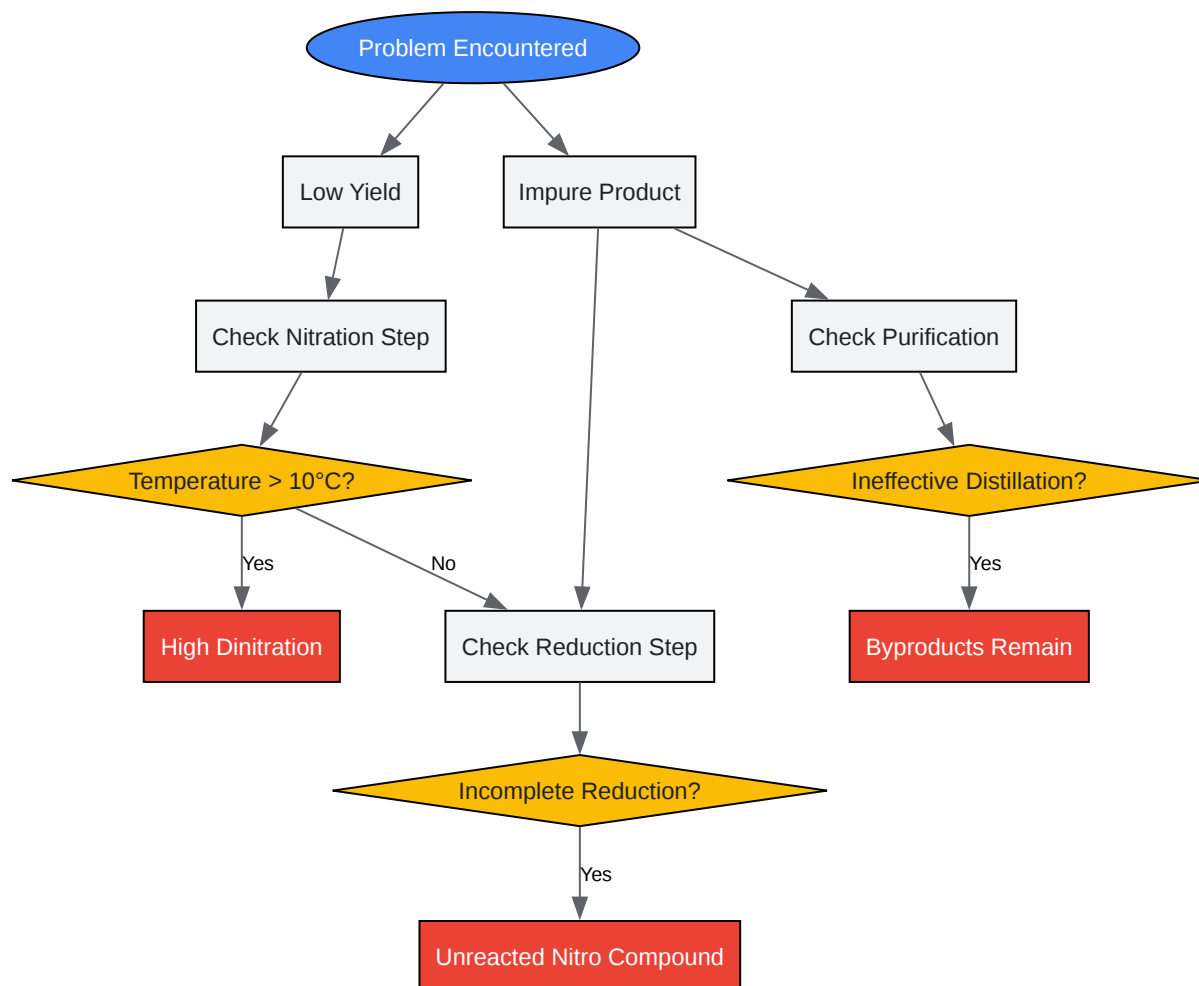 Problem Encountered
Low Yield
Impure Product
Check Nitration Step
Check Purification
Temperature > 10°C?
Ineffective Distillation?
Yes
No
Yes
High Dinitration
Check Reduction Step
Byproducts Remain
Incomplete Reduction?
Yes
Unreacted Nitro Compound